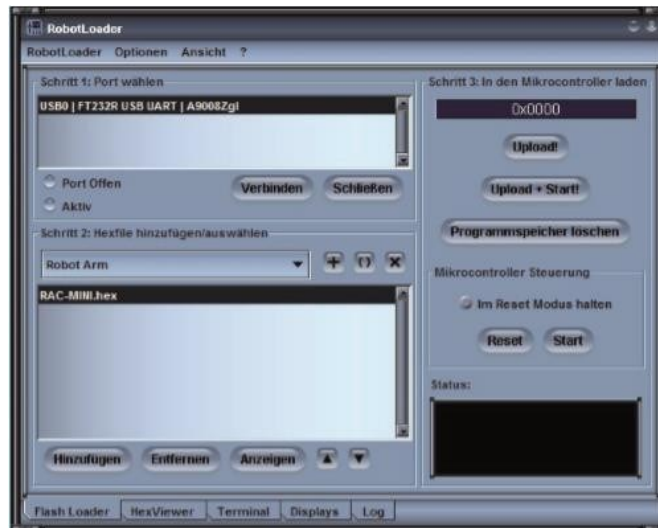 RobotLoader
RobotLoader Optionen Ansicht ?
Schritt 1: Port wählen
USB0 | FT232R USB UART | A9008Zgl
Port Offen
Aktiv
Verbinden Schließen
Schritt 2: Hexfile hinzufügen/auswählen
Robot Arm
RAC-MINI.hex
Hinzufügen Entfernen Anzeigen
Schritt 3: In den Mikrocontroller laden
0x0000
Upload!
Upload + Start!
Programmspeicher löschen
Mikrocontroller Steuerung
Im Reset Modus halten
Reset Start
Status:
Flash Loader HexViewer Terminal Displays Log